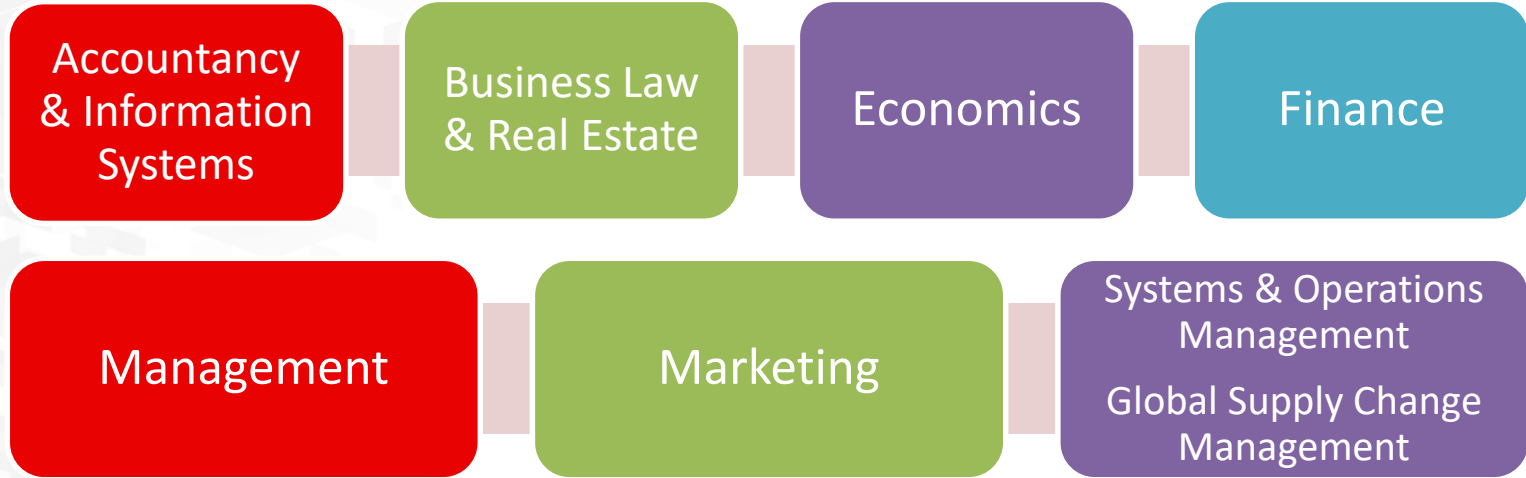 Accountancy
& Information
Systems
Business Law
& Real Estate
Economics
Finance
Management
Marketing
Systems & Operations
Management
Global Supply Change
Management